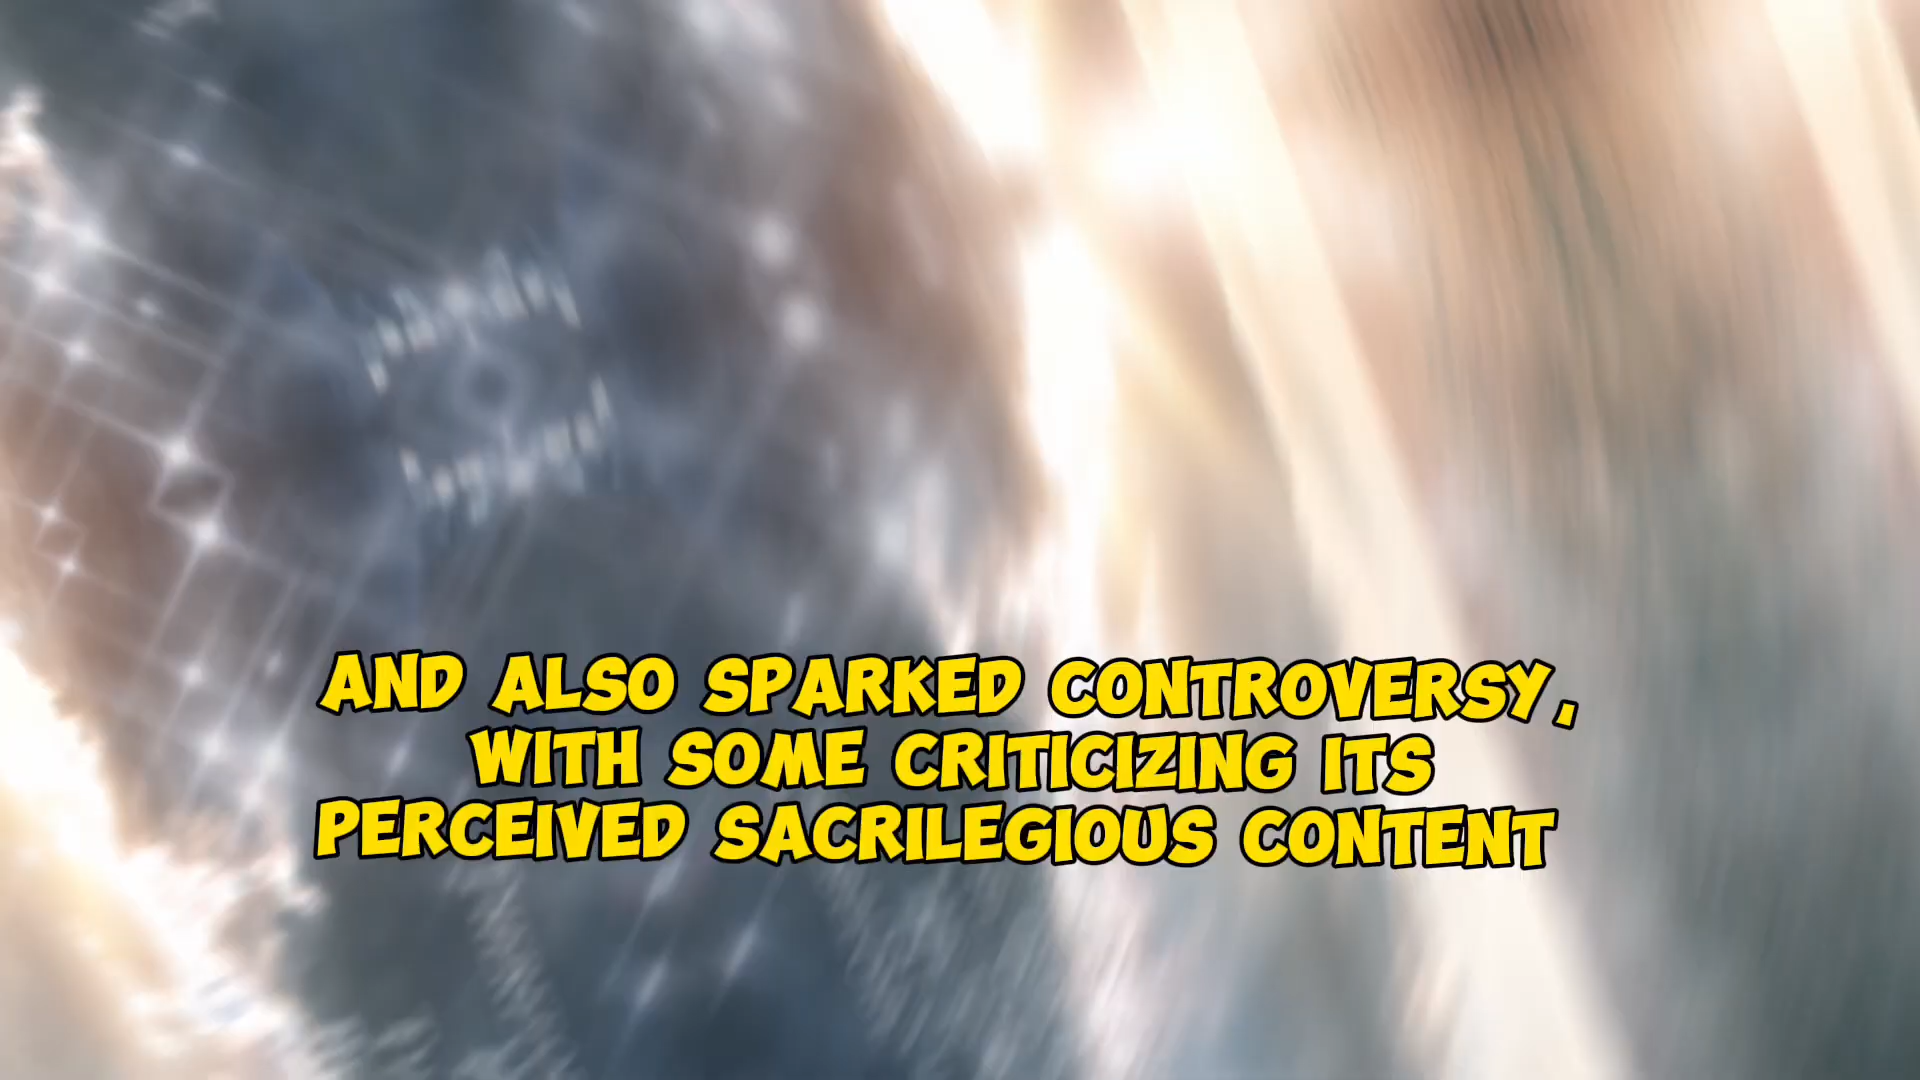 AND ALSO SPARKED CONTROVERSY,
WITH SOME CRITICIZING ITS
PERCEIVED SACRILEGIOUS CONTENT